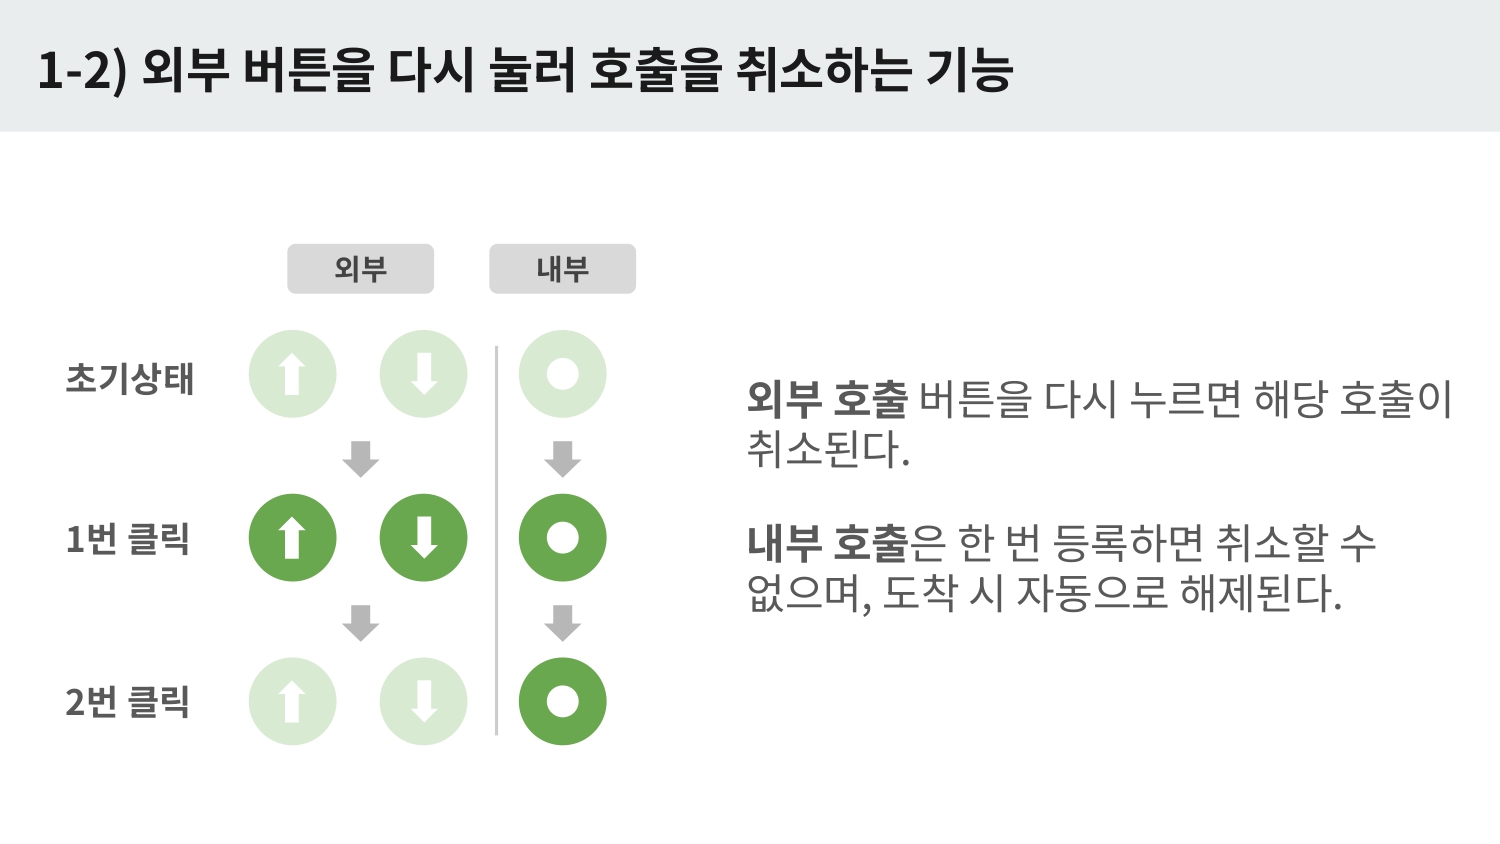 1-2) 외부 버튼을 다시 눌러 호출을 취소하는 기능
외부
내부
초기상태
1번 클릭
2번 클릭
외부 호출 버튼을 다시 누르면 해당 호출이
취소된다.
내부 호출은 한 번 등록하면 취소할 수
없으며, 도착 시 자동으로 해제된다.